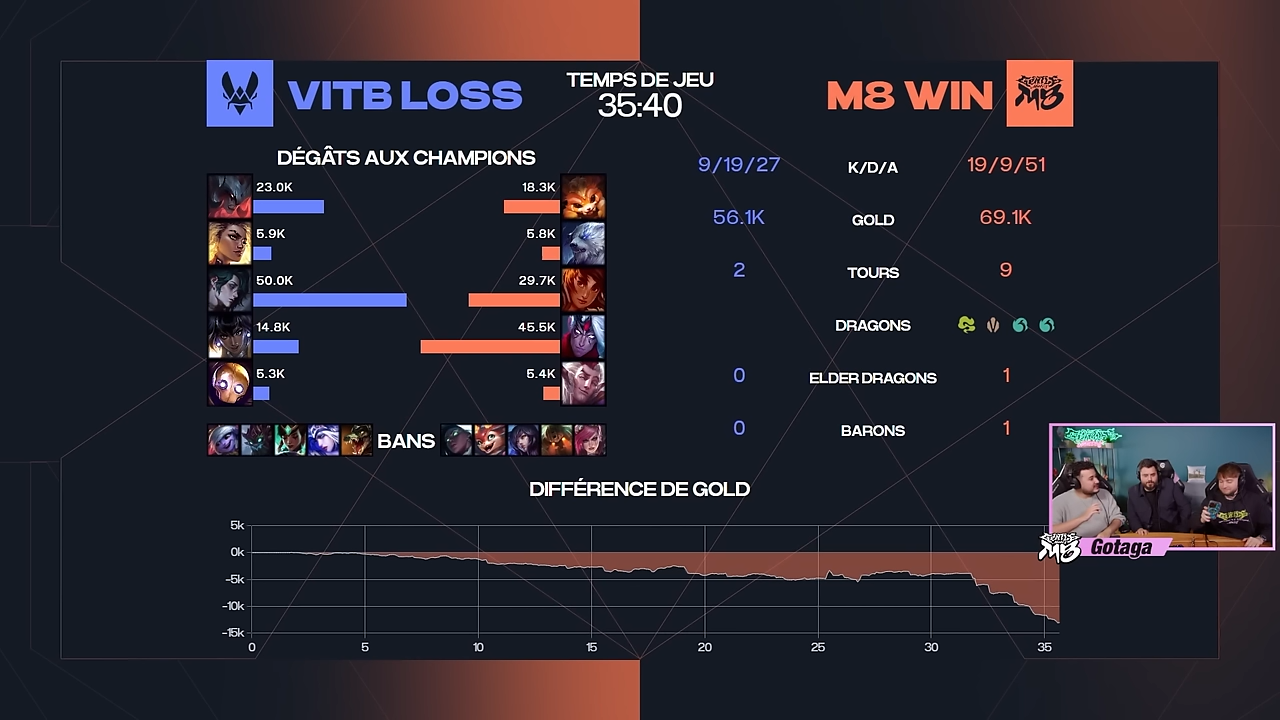 VITB LOSS
TEMPS DE JEU
35:40
M8 WIN
M8
DÉGÂTS AUX CHAMPIONS
23.0K
18.3K
5.9K
5.8K
50.0K
29.7K
14.8K
45.5K
5.3K
5.4K
BANS
9/19/27 K/D/A 19/9/51
56.1K GOLD 69.1K
2 TOURS 9
DRAGONS
0 ELDER DRAGONS 1
0 BARONS 1
DIFFÉRENCE DE GOLD
5k
0k
-5k
-10k
-15k
0 5 10 15 20 25 30 35
M8
Gotaga